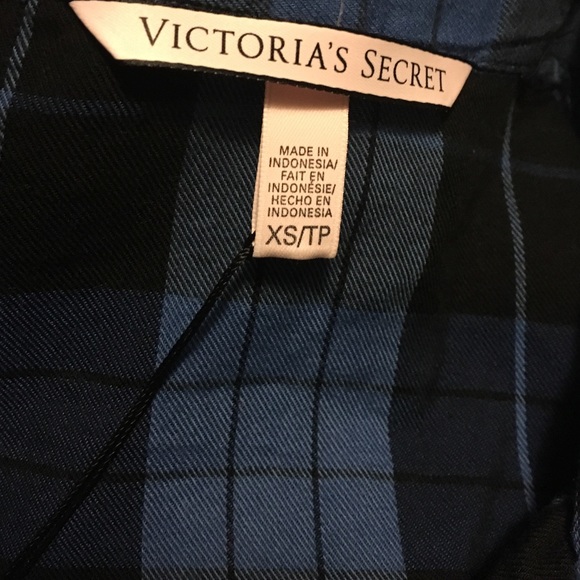 VICTORIA'S SECRET
MADE IN
INDONESIA/
FAIT EN
INDONÉSIE/
HECHO EN
INDONESIA
XS/TP